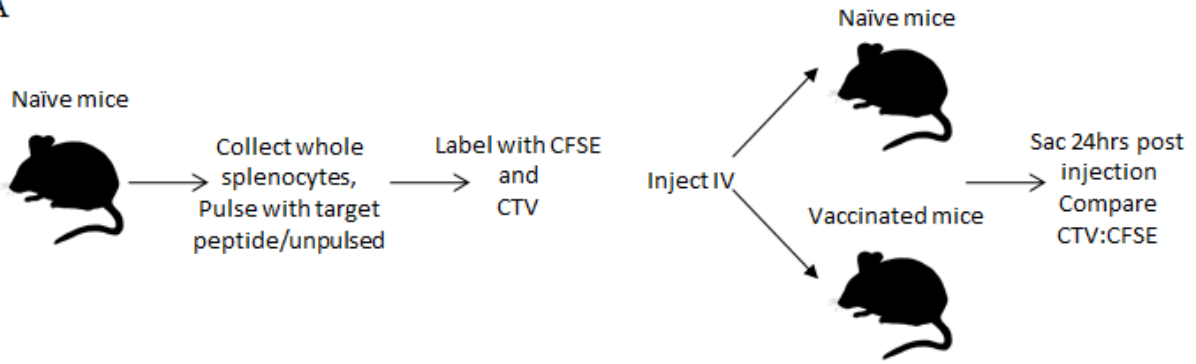 A
Naïve mice
Collect whole
splenocytes,
Pulse with target
peptide/unpulsed
Label with CFSE
and
CTV
Inject IV
Naïve mice
Vaccinated mice
Sac 24hrs post
injection
Compare
CTV:CFSE